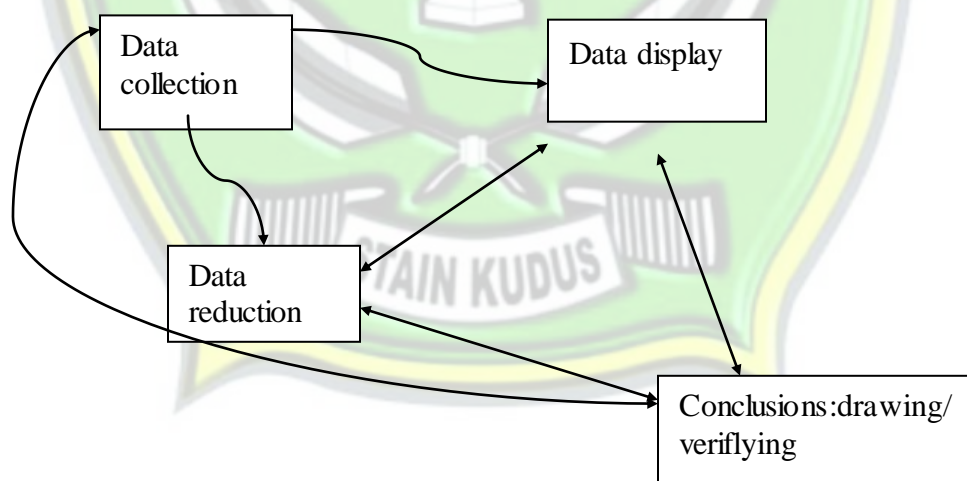 Data
collection
Data display
STAIN KUDUS
Data
reduction
Conclusions:drawing/
veriflying